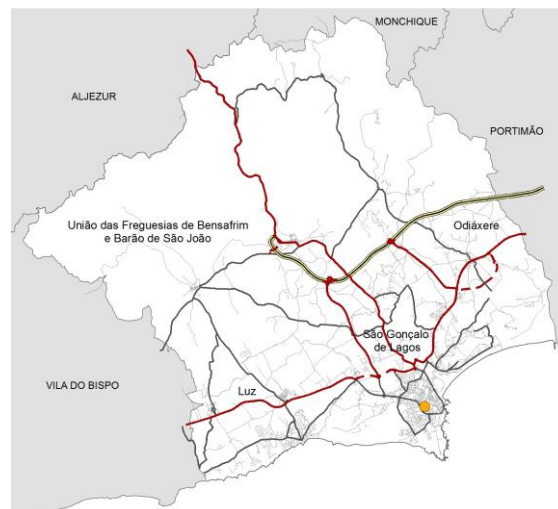 MONCHIQUE
ALJEZUR
PORTIMÃO
União das Freguesias de Bensafrim
e Barão de São João
Odiáxere
São Gonçalo
de Lagos
VILA DO BISPO
Luz